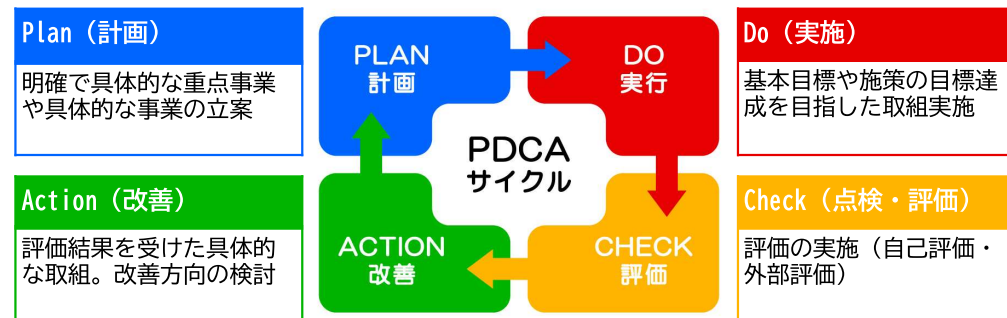 Plan（計画）
明確で具体的な重点事業
や具体的な事業の立案
PLAN
計画
DO
実行
Do（実施）
基本目標や施策の目標達
成を目指した取組実施
PDCA
サイクル
Action（改善）
評価結果を受けた具体的
な取組。改善方向の検討
ACTION
改善
CHECK
評価
Check（点検・評価）
評価の実施（自己評価・
外部評価）